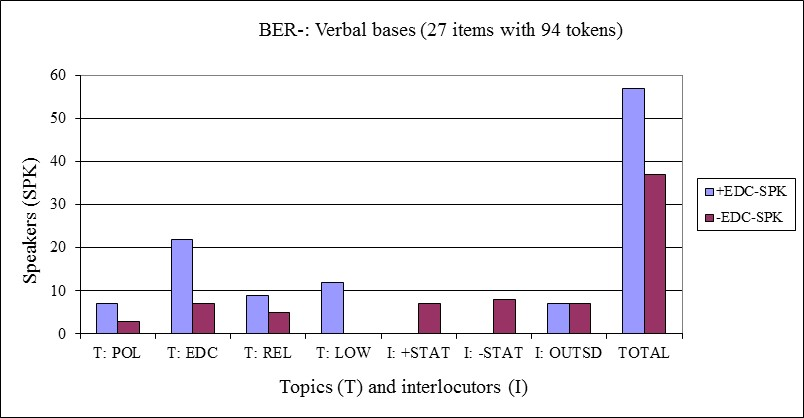 BER-: Verbal bases (27 items with 94 tokens)
60
50
40
30
20
10
0
Speakers (SPK)
T: POL T: EDC T: REL T: LOW I: +STAT I: -STAT I: OUTSD TOTAL
Topics (T) and interlocutors (I)
+EDC-SPK
-EDC-SPK